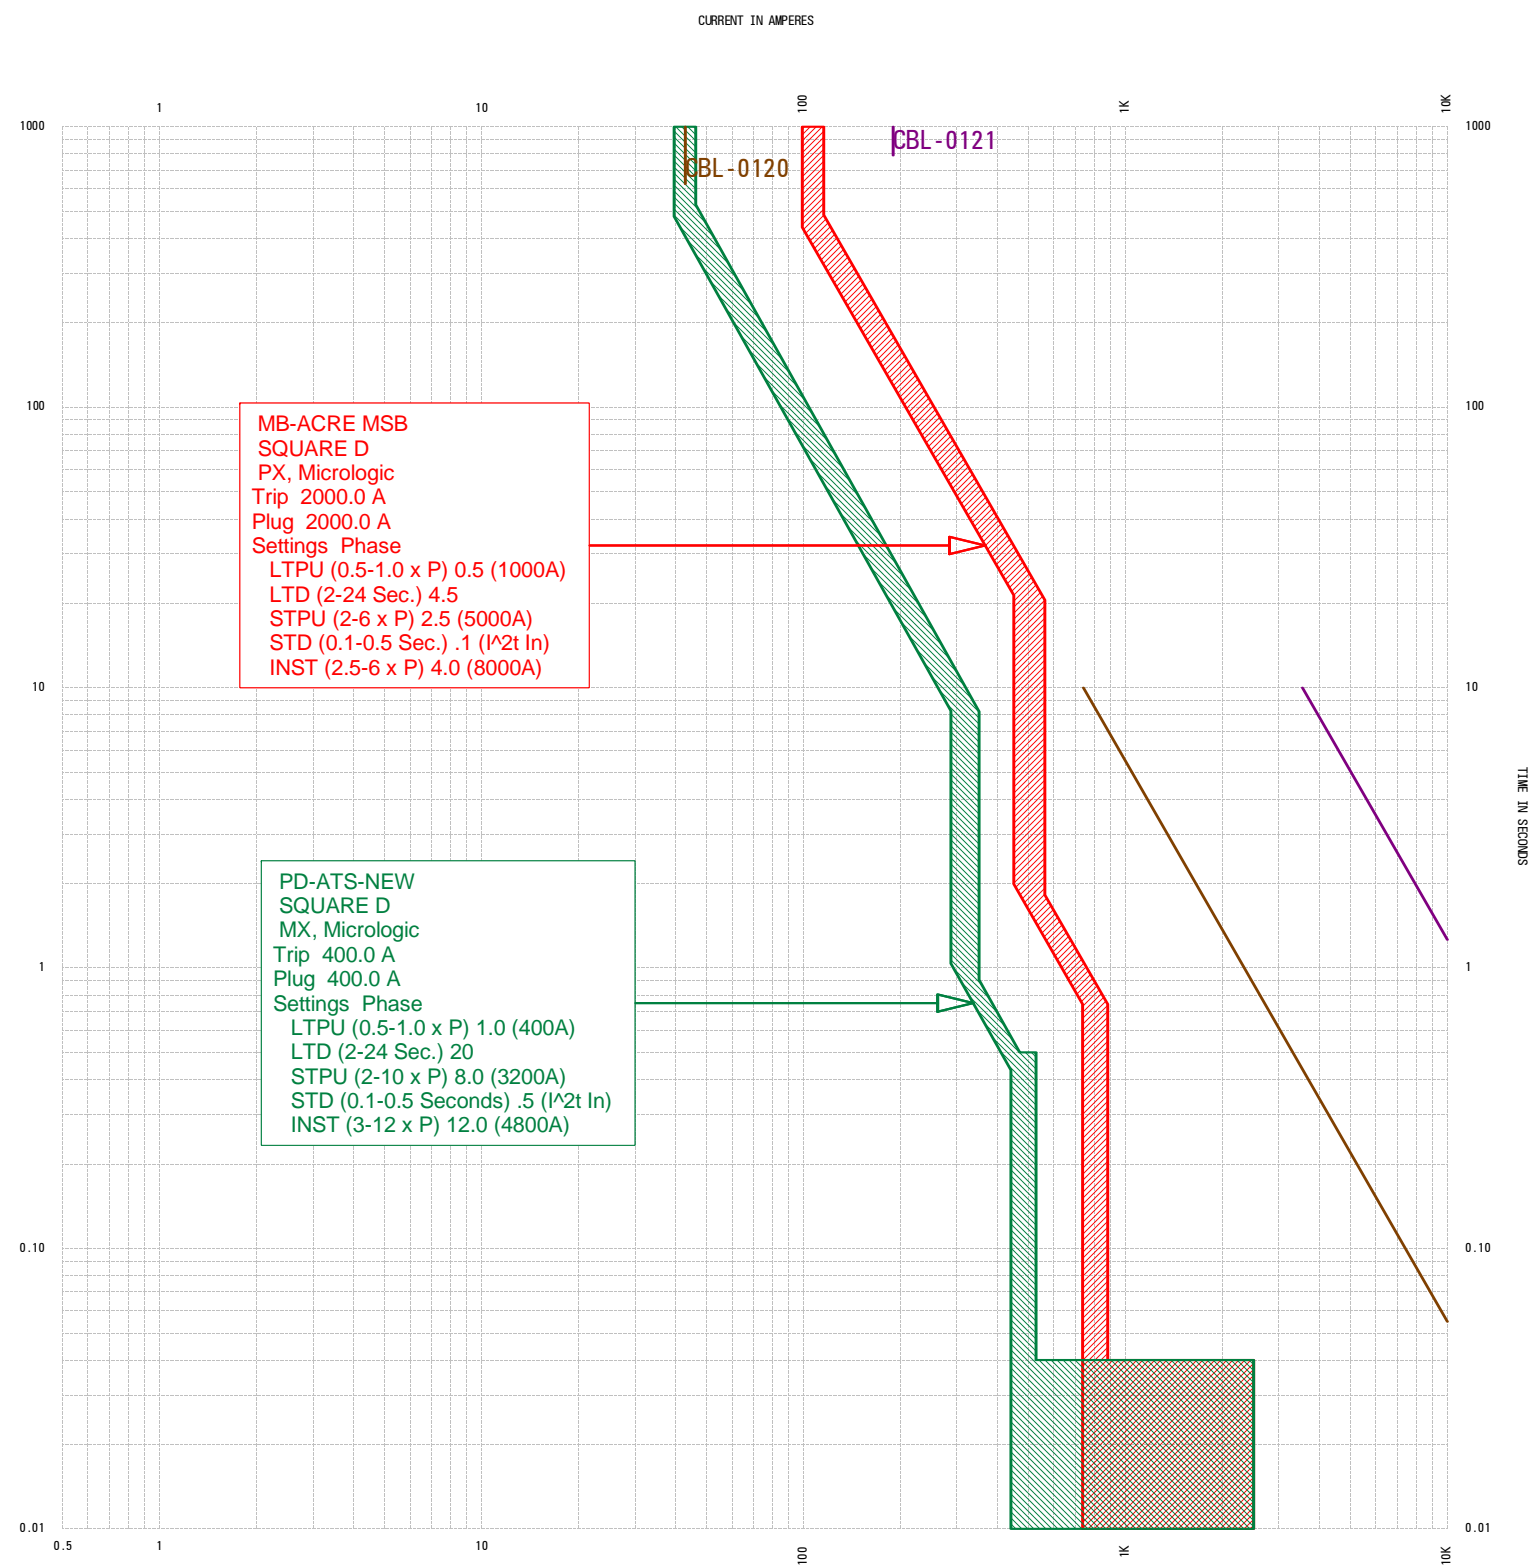 CURRENT IN AMPERES
1 10 100 1K 10K
1000 1000
CBL-0121
CBL-0120
100 100
MB-ACRE MSB
SQUARE D
PX, Micrologic
Trip 2000.0 A
Plug 2000.0 A
Settings Phase
LTPU (0.5-1.0 x P) 0.5 (1000A)
LTD (2-24 Sec.) 4.5
STPU (2-6 x P) 2.5 (5000A)
STD (0.1-0.5 Sec.) .1 (I^2t In)
INST (2.5-6 x P) 4.0 (8000A)
10 10
TIME IN SECONDS
PD-ATS-NEW
SQUARE D
MX, Micrologic
Trip 400.0 A
Plug 400.0 A
Settings Phase
LTPU (0.5-1.0 x P) 1.0 (400A)
LTD (2-24 Sec.) 20
STPU (2-10 x P) 8.0 (3200A)
STD (0.1-0.5 Seconds) .5 (I^2t In)
INST (3-12 x P) 12.0 (4800A)
1 1
0.10 0.10
0.01 0.01
0.5 1 10 100 1K 10K